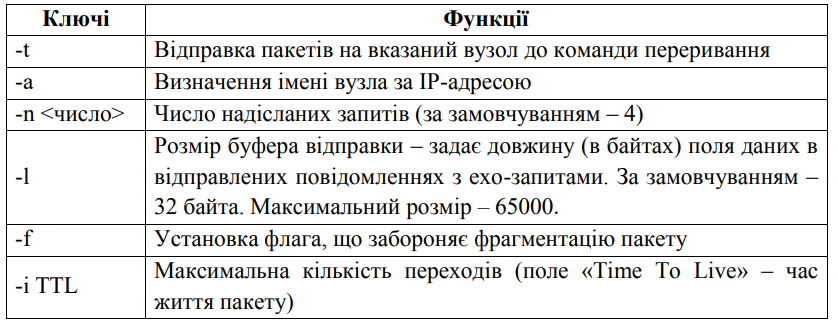 Ключі Функції
-t Відправка пакетів на вказаний вузол до команди переривання
-a Визначення імені вузла за IP-адресою
-n <число> Число надісланих запитів (за замовчуванням – 4)
-l Розмір буфера відправки – задає довжину (в байтах) поля даних в
відправлених повідомленнях з ехо-запитами. За замовчуванням –
32 байта. Максимальний розмір – 65000.
-f Установка флага, що забороняє фрагментацію пакету
-i TTL Максимальна кількість переходів (поле «Time To Live» – час
життя пакету)